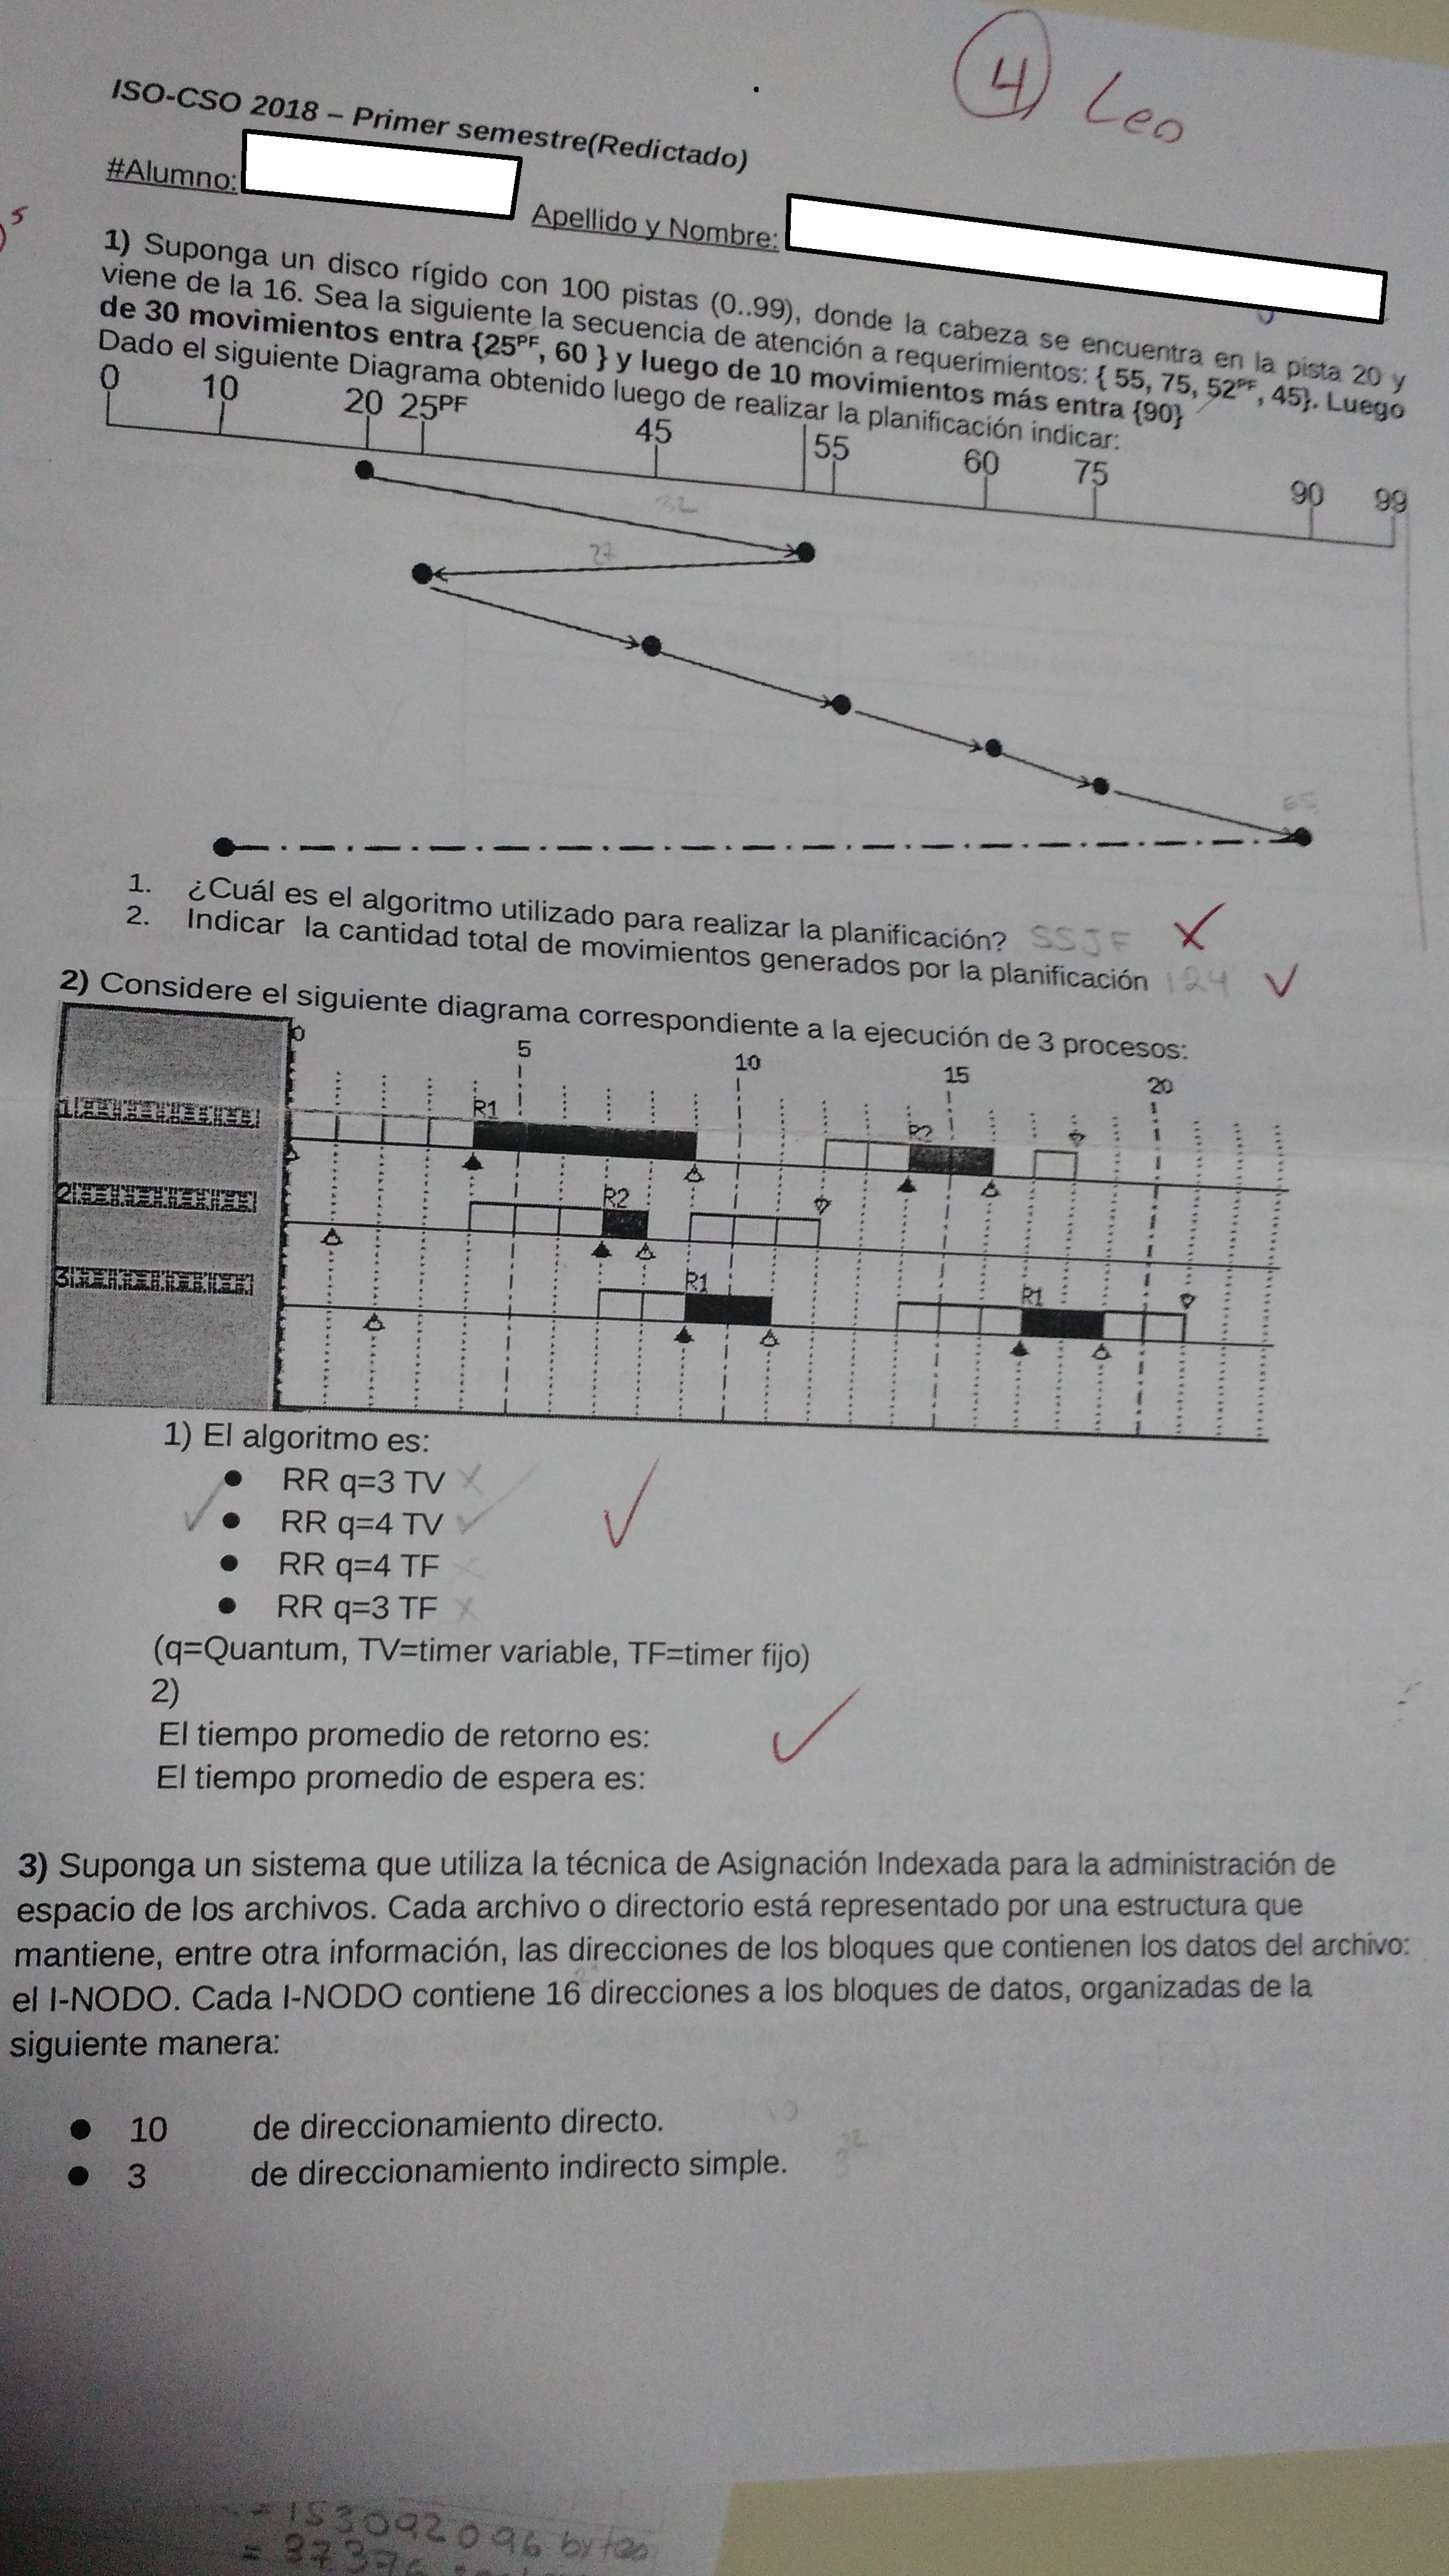 4 Leo
ISO-CSO 2018 – Primer semestre(Redictado)
#Alumno:
Apellido y Nombre:
5
1) Suponga un disco rígido con 100 pistas (0..99), donde la cabeza se encuentra en la pista 20 y
viene de la 16. Sea la siguiente la secuencia de atención a requerimientos: { 55, 75, 52ᴾᶠ, 45}. Luego
de 30 movimientos entra {25ᴾᶠ, 60 } y luego de 10 movimientos más entra {90}
Dado el siguiente Diagrama obtenido luego de realizar la planificación indicar:
0 10 20 25ᴾᶠ 45 55 60 75 90 99
32
27
65
1. ¿Cuál es el algoritmo utilizado para realizar la planificación? SSJF
2. Indicar la cantidad total de movimientos generados por la planificación 124
2) Considere el siguiente diagrama correspondiente a la ejecución de 3 procesos:
0 5 10 15 20
1 R1 R2
2 R2
3 R1 R1
1) El algoritmo es:
● RR q=3 TV
● RR q=4 TV
● RR q=4 TF
● RR q=3 TF
(q=Quantum, TV=timer variable, TF=timer fijo)
2)
El tiempo promedio de retorno es:
El tiempo promedio de espera es:
3) Suponga un sistema que utiliza la técnica de Asignación Indexada para la administración de
espacio de los archivos. Cada archivo o directorio está representado por una estructura que
mantiene, entre otra información, las direcciones de los bloques que contienen los datos del archivo:
el I-NODO. Cada I-NODO contiene 16 direcciones a los bloques de datos, organizadas de la
siguiente manera:
● 10 de direccionamiento directo.
● 3 de direccionamiento indirecto simple.
= 153092096 bytes
= 37376